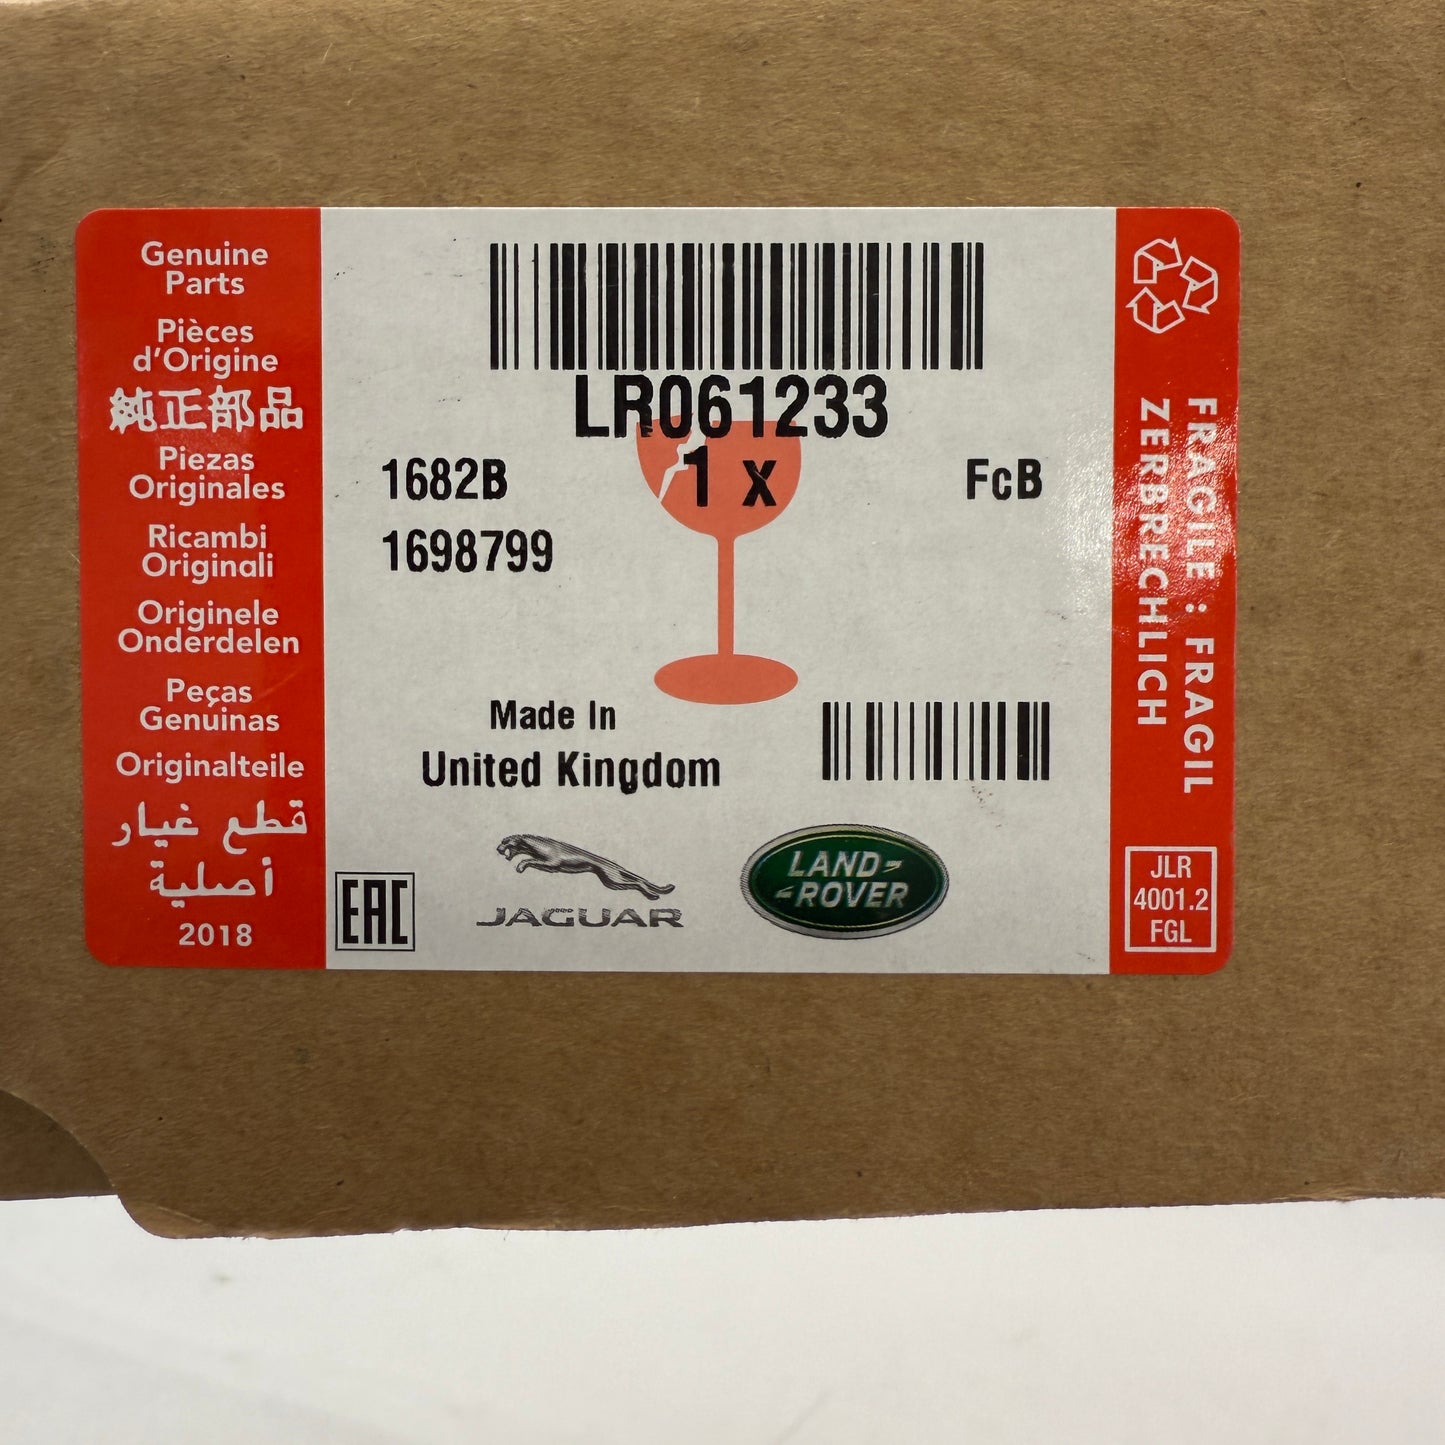 Genuine
Parts
Pièces
d'Origine
純正部品
Piezas
Originales
Ricambi
Originali
Originele
Onderdelen
Peças
Genuinas
Originalteile
قطع غيار
أصلية
2018
LR061233
1682B 1 x FcB
1698799
Made In
United Kingdom
EAC
JAGUAR
LAND-
-ROVER
FRAGILE : FRAGIL
ZERBRECHLICH
JLR
4001.2
FGL